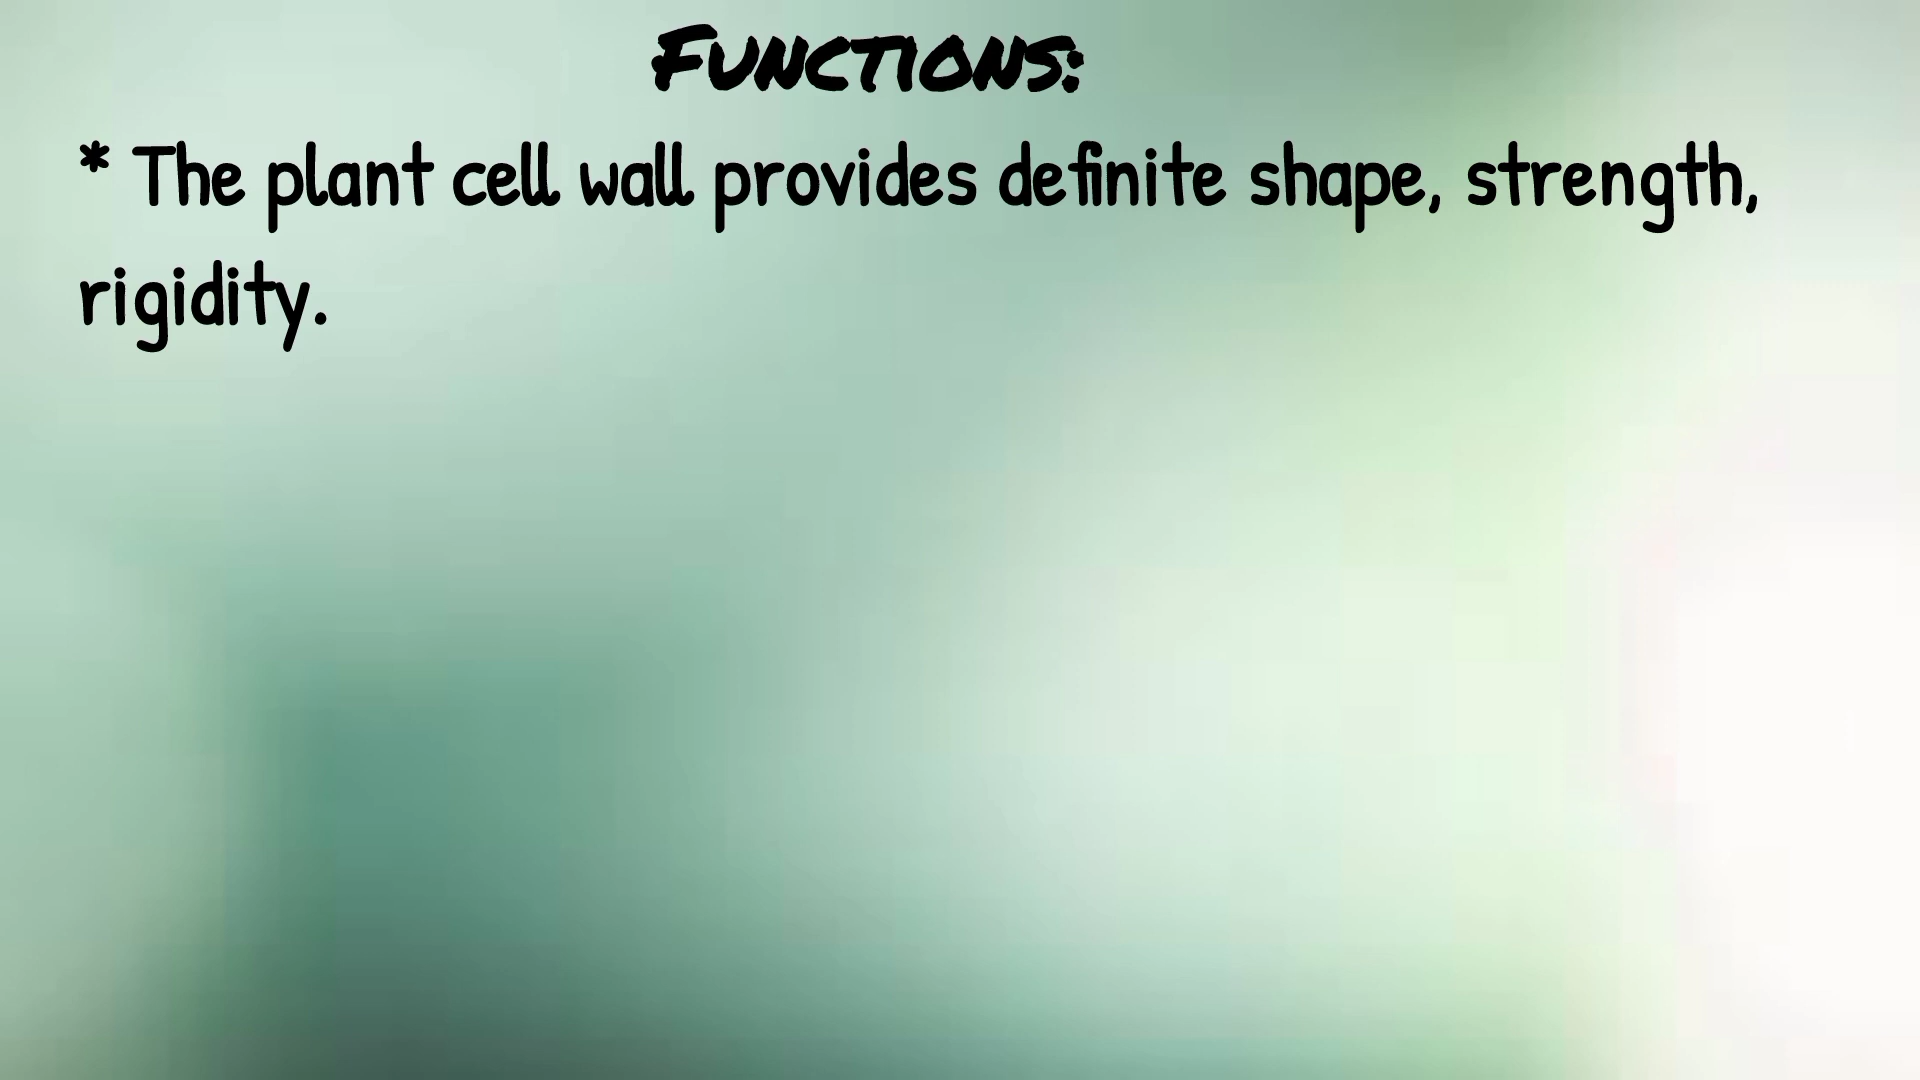 Functions:
* The plant cell wall provides definite shape, strength,
rigidity.